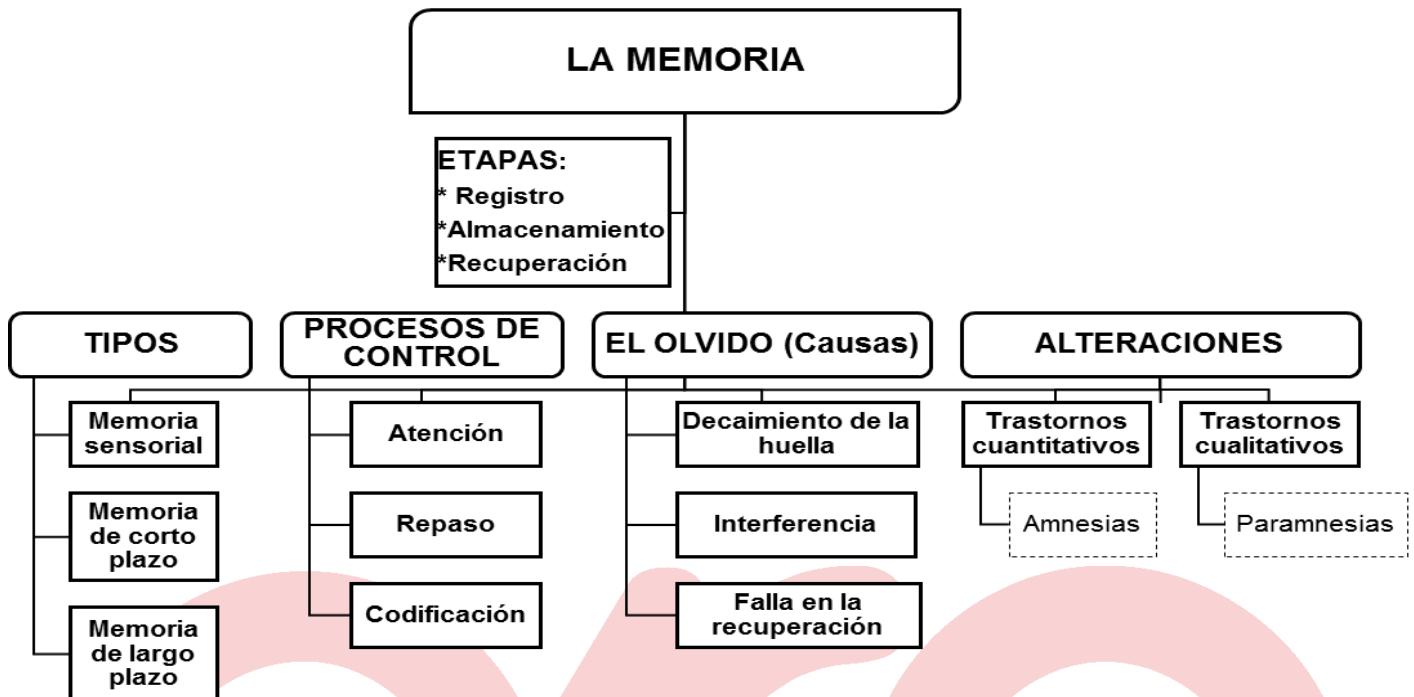 LA MEMORIA
ETAPAS:
* Registro
*Almacenamiento
*Recuperación
TIPOS
Memoria
sensorial
Memoria
de corto
plazo
Memoria
de largo
plazo
PROCESOS DE
CONTROL
Atención
Repaso
Codificación
EL OLVIDO (Causas)
Decaimiento de la
huella
Interferencia
Falla en la
recuperación
ALTERACIONES
Trastornos
cuantitativos
Amnesias
Trastornos
cualitativos
Paramnesias